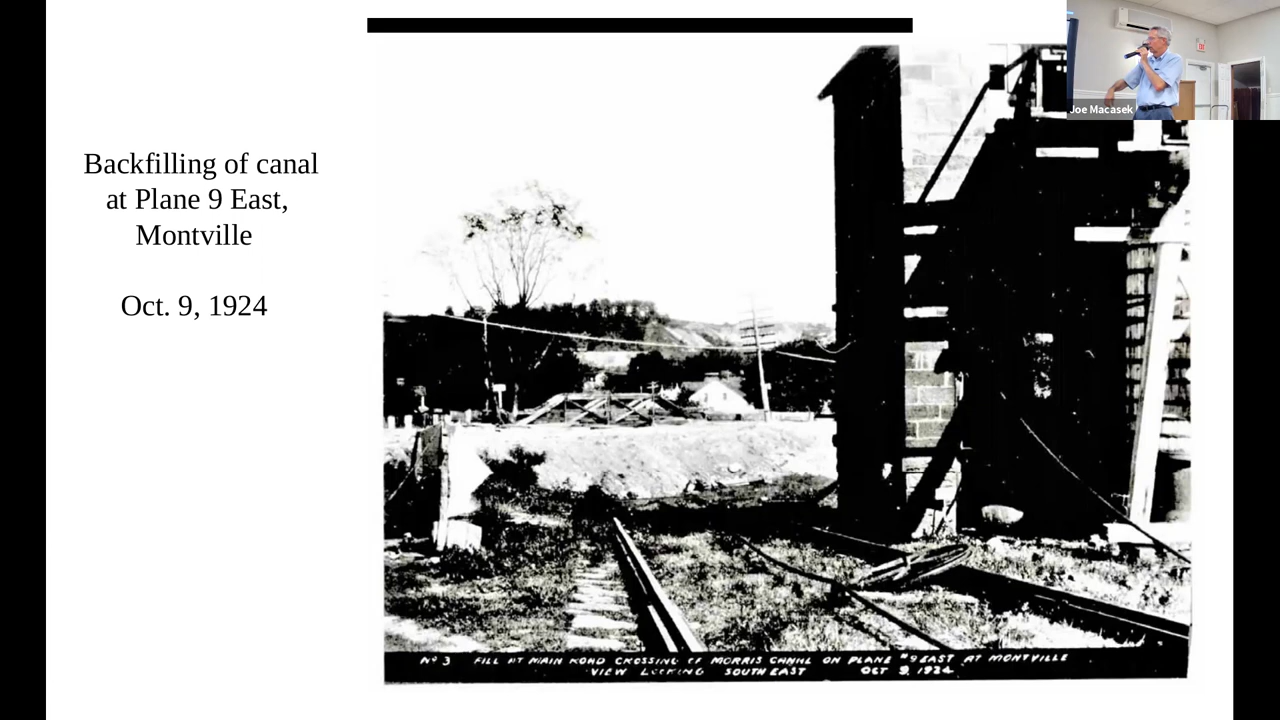 Backfilling of canal
at Plane 9 East,
Montville
Oct. 9, 1924
Joe Macasek
Nº 3 FILL AT MAIN ROAD CROSSING OF MORRIS CANAL ON PLANE #9 EAST AT MONTVILLE
VIEW LOOKING SOUTH EAST OCT 9, 1924